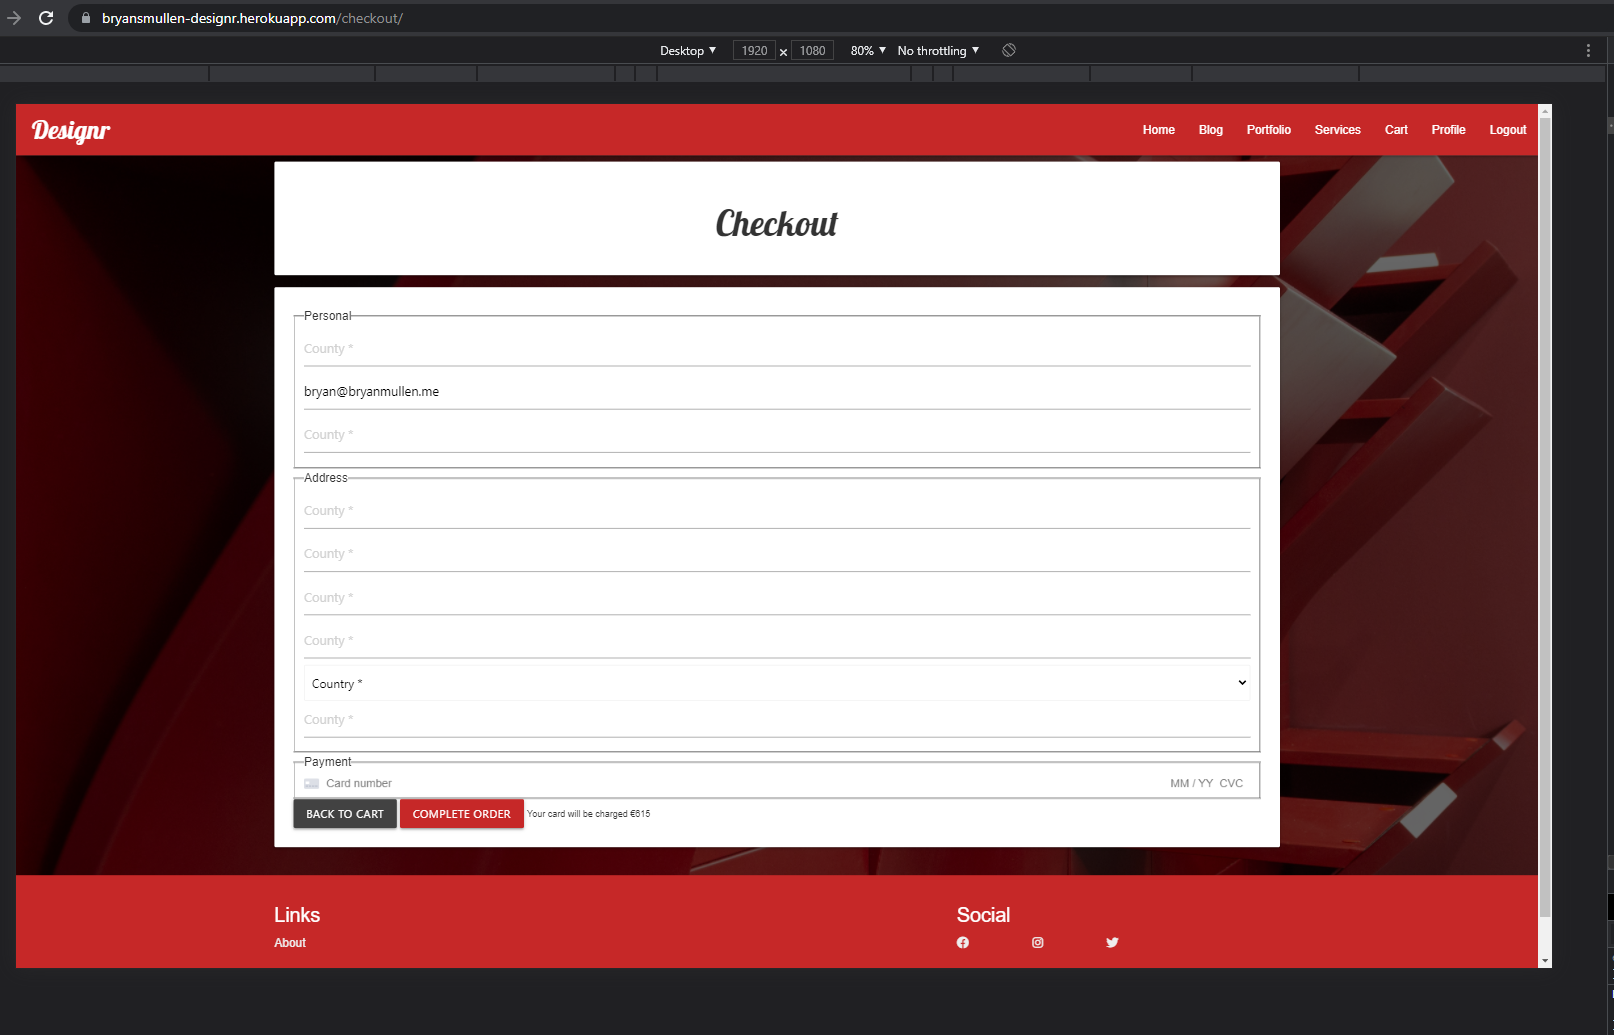 bryansmullen-designr.herokuapp.com/checkout/
Desktop ▼ 1920 × 1080 80% ▼ No throttling ▼
Designr
Home Blog Portfolio Services Cart Profile Logout
Checkout
Personal
County *
bryan@bryanmullen.me
County *
Address
County *
County *
County *
County *
Country *
County *
Payment
Card number MM / YY CVC
BACK TO CART COMPLETE ORDER Your card will be charged €615
Links Social
About